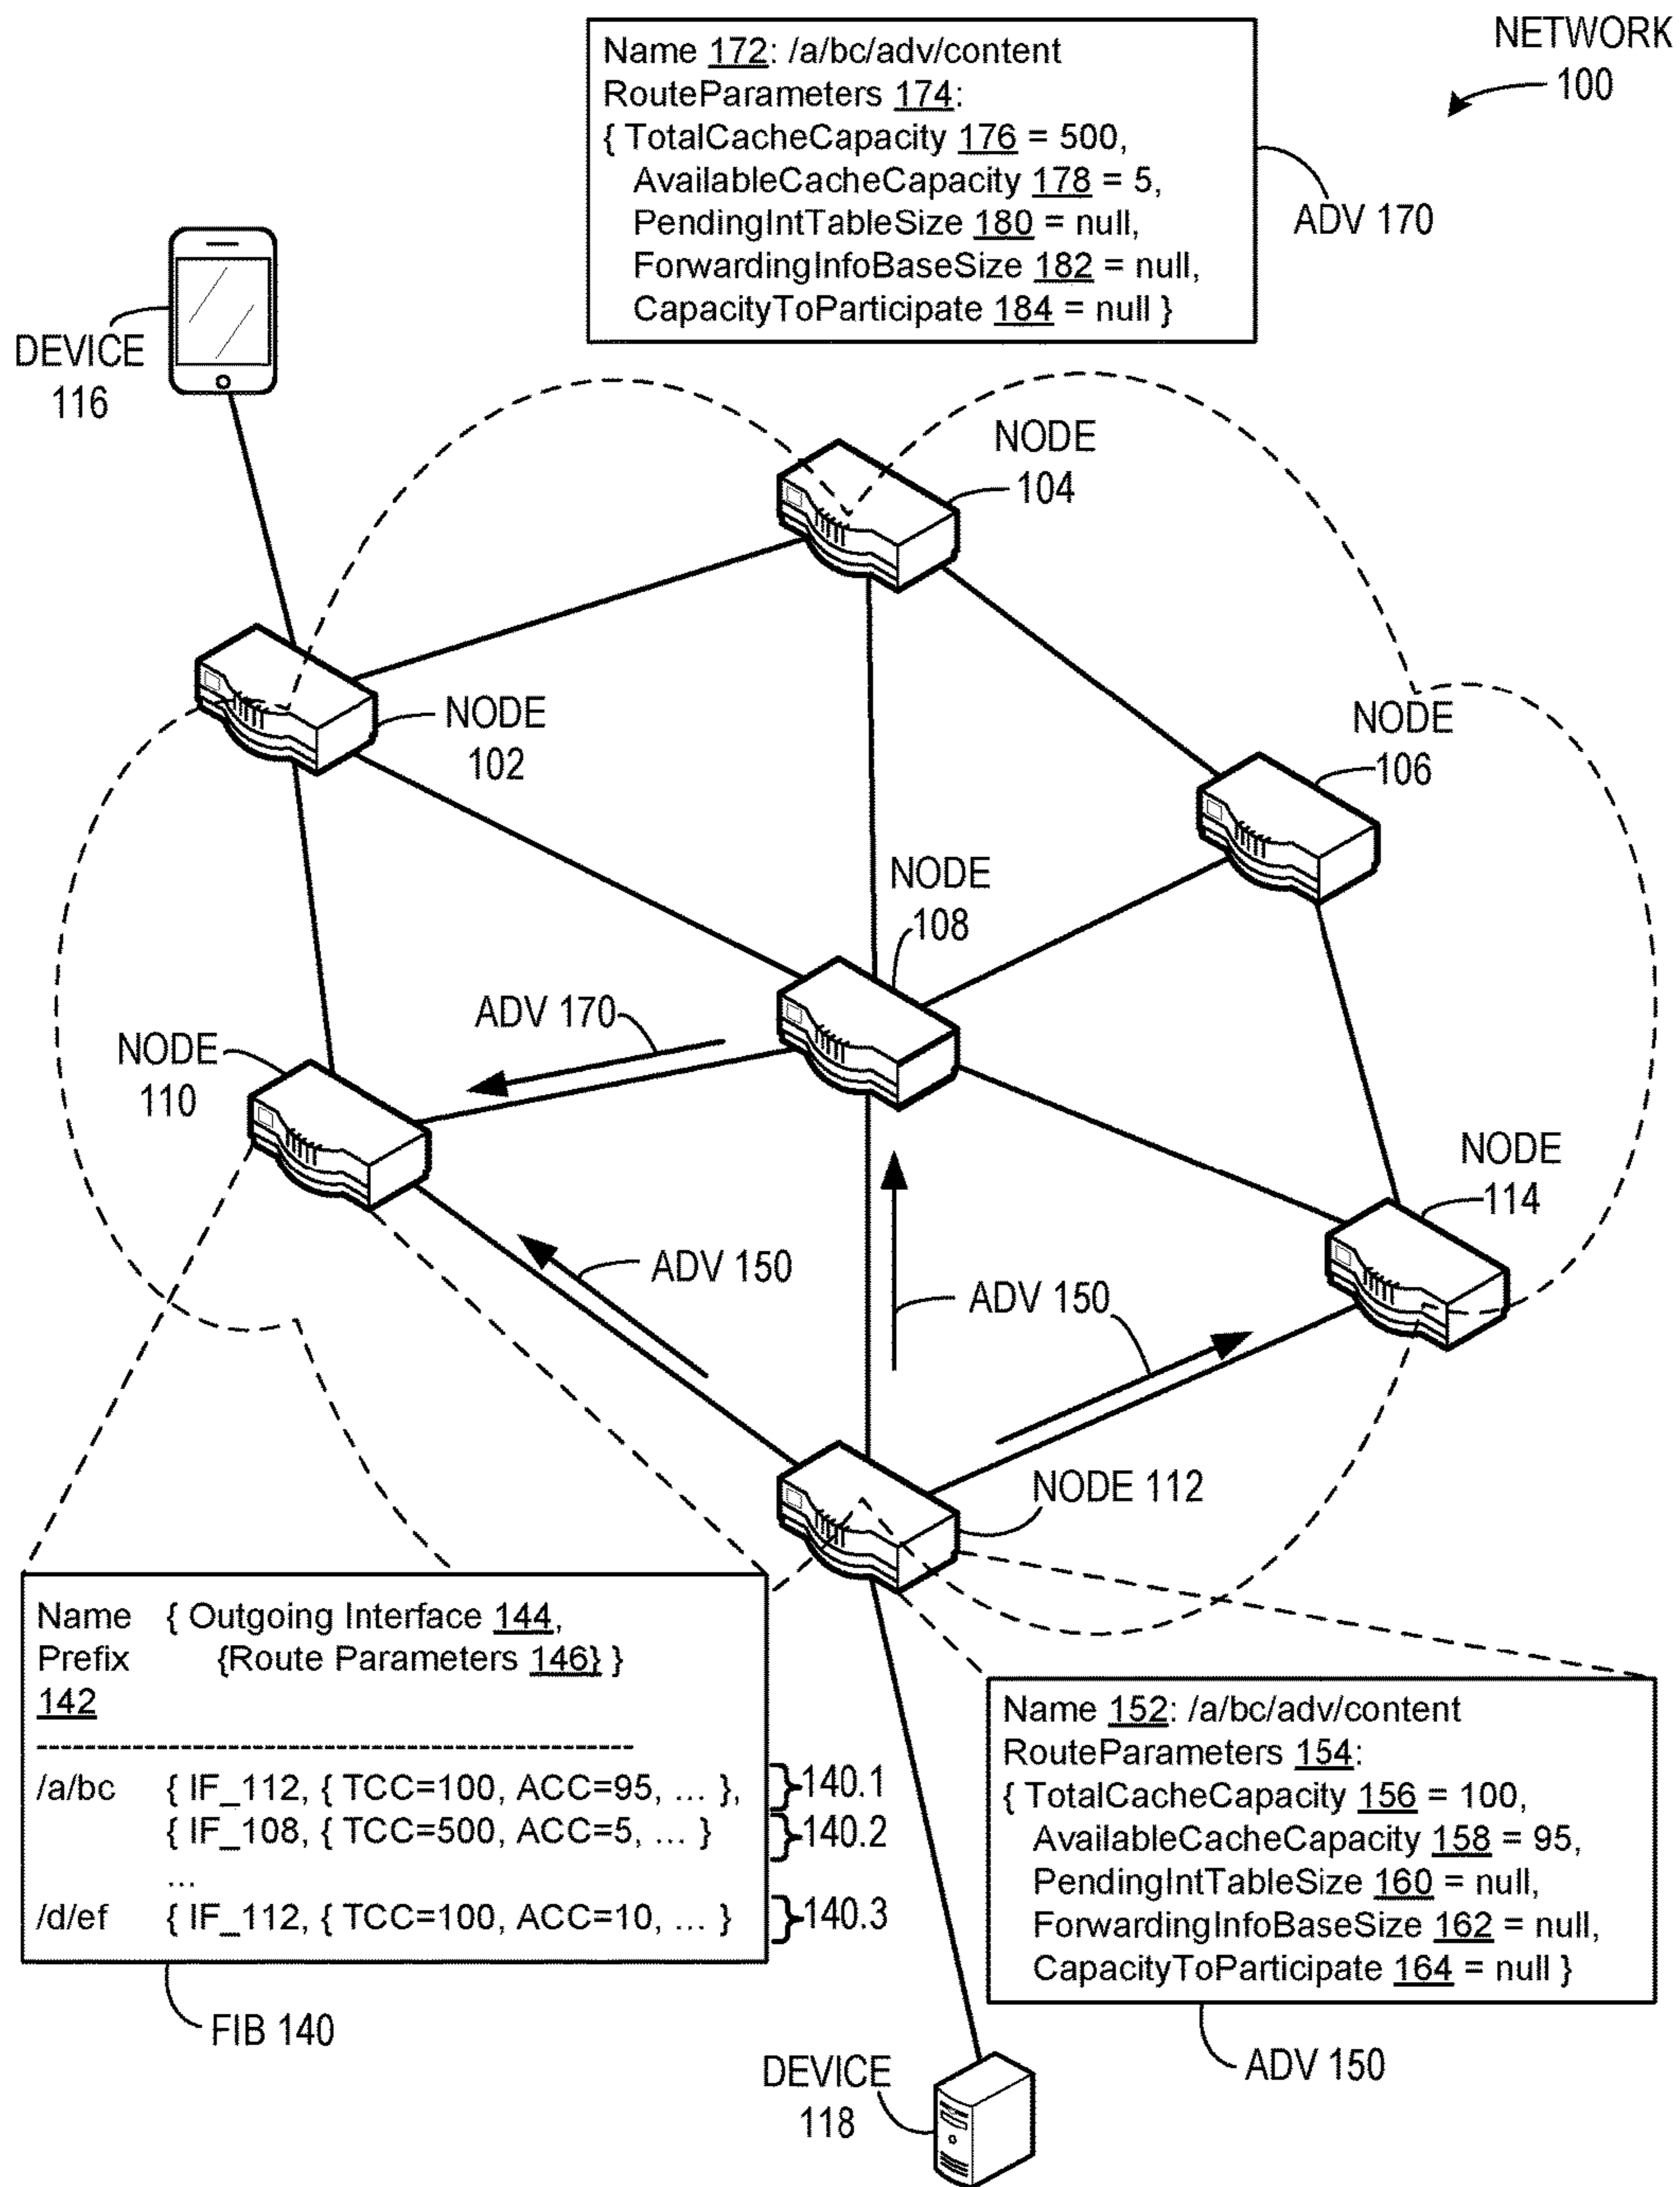 NETWORK
100
Name 172: /a/bc/adv/content
RouteParameters 174:
{ TotalCacheCapacity 176 = 500,
AvailableCacheCapacity 178 = 5,
PendingIntTableSize 180 = null,
ForwardingInfoBaseSize 182 = null,
CapacityToParticipate 184 = null }
ADV 170
DEVICE
116
NODE
104
NODE
102
NODE
106
NODE
108
ADV 170
NODE
110
NODE
114
ADV 150
ADV 150
NODE 112
Name { Outgoing Interface 144,
Prefix {Route Parameters 146} }
142
--------------------------------------------------
/a/bc { IF_112, { TCC=100, ACC=95, ... }, }140.1
{ IF_108, { TCC=500, ACC=5, ... } }140.2
...
/d/ef { IF_112, { TCC=100, ACC=10, ... } }140.3
FIB 140
Name 152: /a/bc/adv/content
RouteParameters 154:
{ TotalCacheCapacity 156 = 100,
AvailableCacheCapacity 158 = 95,
PendingIntTableSize 160 = null,
ForwardingInfoBaseSize 162 = null,
CapacityToParticipate 164 = null }
ADV 150
DEVICE
118